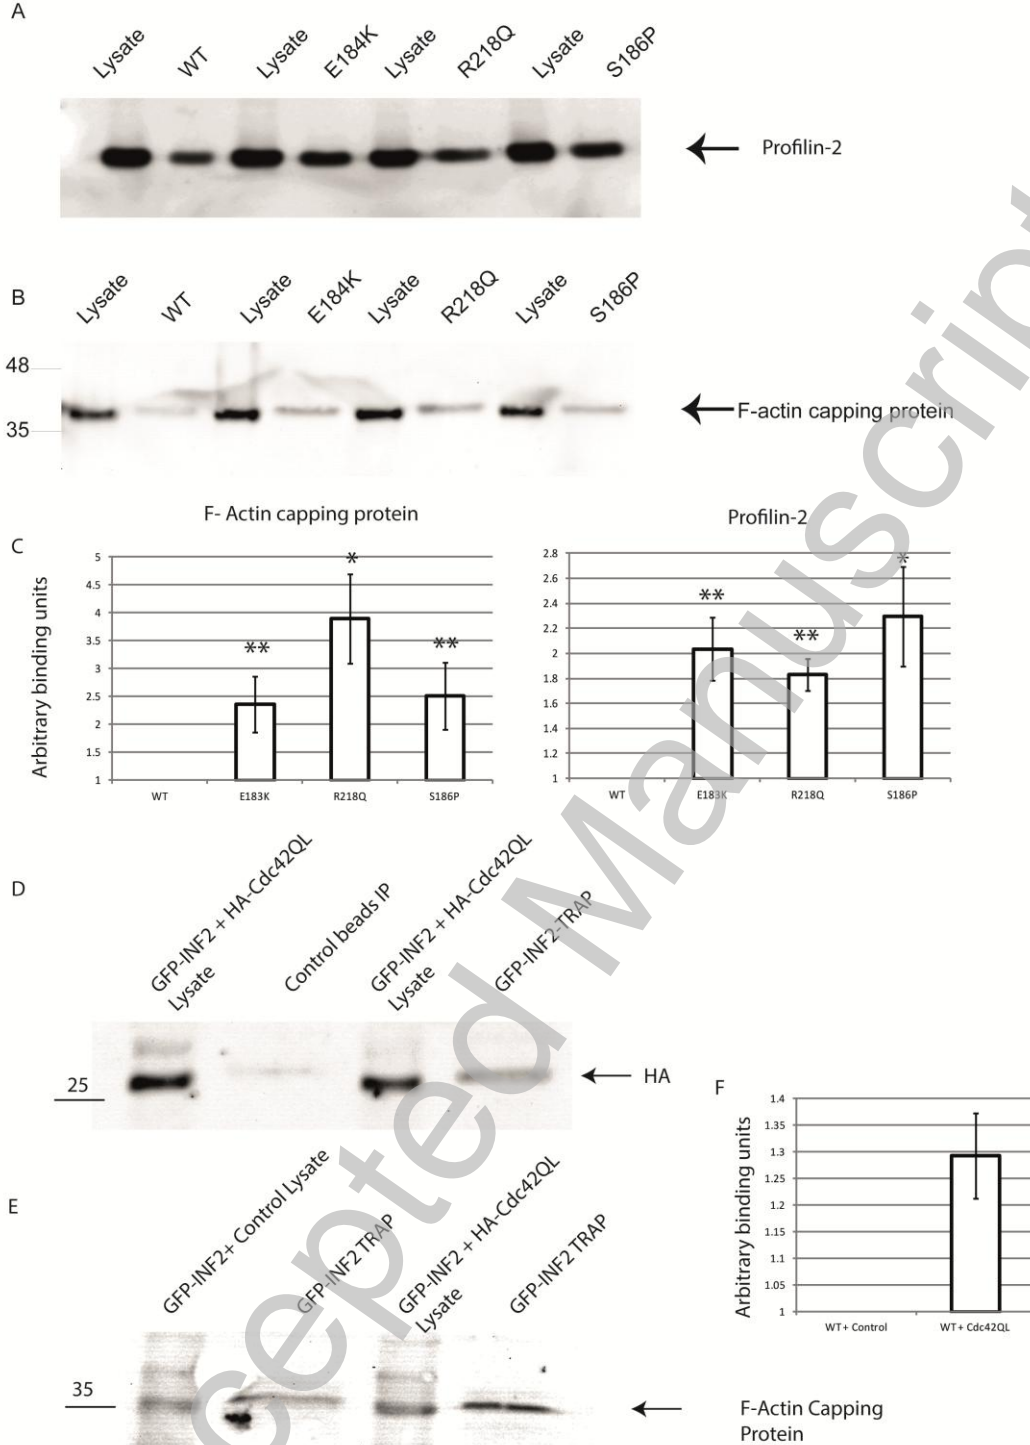 A
Lysate WT Lysate E184K Lysate R218Q Lysate S186P
Profilin-2
B
Lysate WT Lysate E184K Lysate R218Q Lysate S186P
48
35
F-actin capping protein
C
F- Actin capping protein
Arbitrary binding units
5
4.5
4
3.5
3
2.5
2
1.5
1
** * **
WT E183K R218Q S186P
Profilin-2
2.8
2.6
2.4
2.2
2
1.8
1.6
1.4
1.2
1
** ** *
WT E183K R218Q S186P
D
GFP-INF2 + HA-Cdc42QL
Lysate
Control beads IP
GFP-INF2 + HA-Cdc42QL
Lysate
GFP-INF2-TRAP
25
HA
E
GFP-INF2+ Control Lysate
GFP-INF2 TRAP
GFP-INF2 + HA-Cdc42QL
Lysate
GFP-INF2 TRAP
35
F-Actin Capping
Protein
F
Arbitrary binding units
1.4
1.35
1.3
1.25
1.2
1.15
1.1
1.05
1
WT + Control WT + Cdc42QL
cepted Manuscript